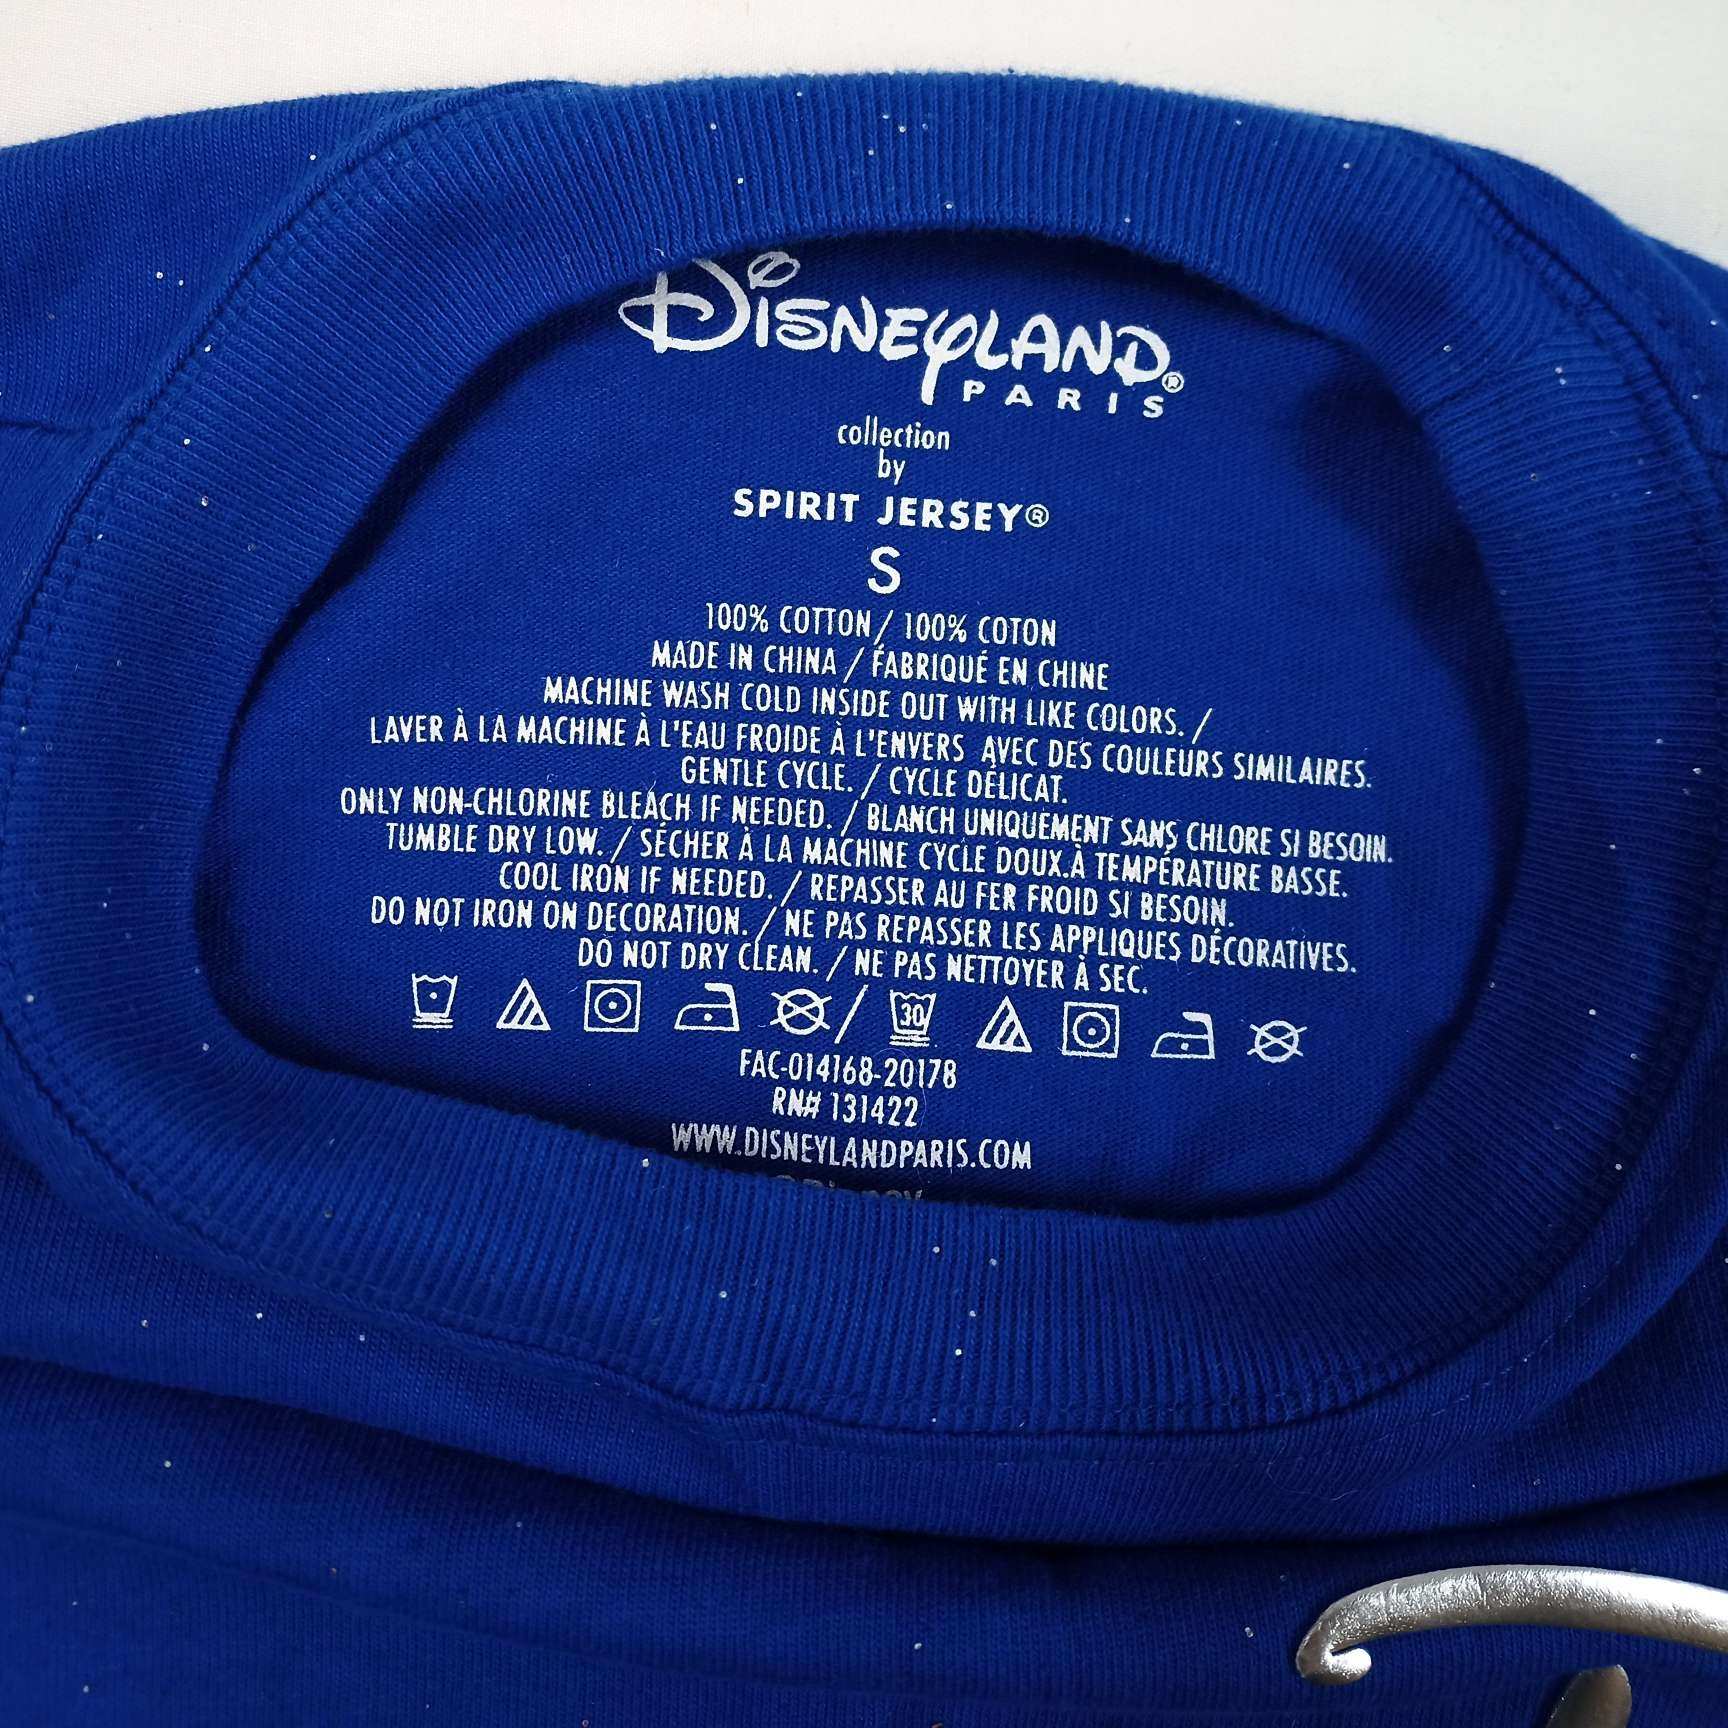 DISNEYLAND®
PARIS
collection
by
SPIRIT JERSEY®
S
100% COTTON / 100% COTON
MADE IN CHINA / FABRIQUÉ EN CHINE
MACHINE WASH COLD INSIDE OUT WITH LIKE COLORS. /
LAVER À LA MACHINE À L'EAU FROIDE À L'ENVERS AVEC DES COULEURS SIMILAIRES.
GENTLE CYCLE. / CYCLE DÉLICAT.
ONLY NON-CHLORINE BLEACH IF NEEDED. / BLANCH UNIQUEMENT SANS CHLORE SI BESOIN.
TUMBLE DRY LOW. / SÉCHER À LA MACHINE CYCLE DOUX.À TEMPÉRATURE BASSE.
COOL IRON IF NEEDED. / REPASSER AU FER FROID SI BESOIN.
DO NOT IRON ON DECORATION. / NE PAS REPASSER LES APPLIQUES DÉCORATIVES.
DO NOT DRY CLEAN. / NE PAS NETTOYER À SEC.
/ 30
FAC-014168-20178
RN# 131422
WWW.DISNEYLANDPARIS.COM
©Disney